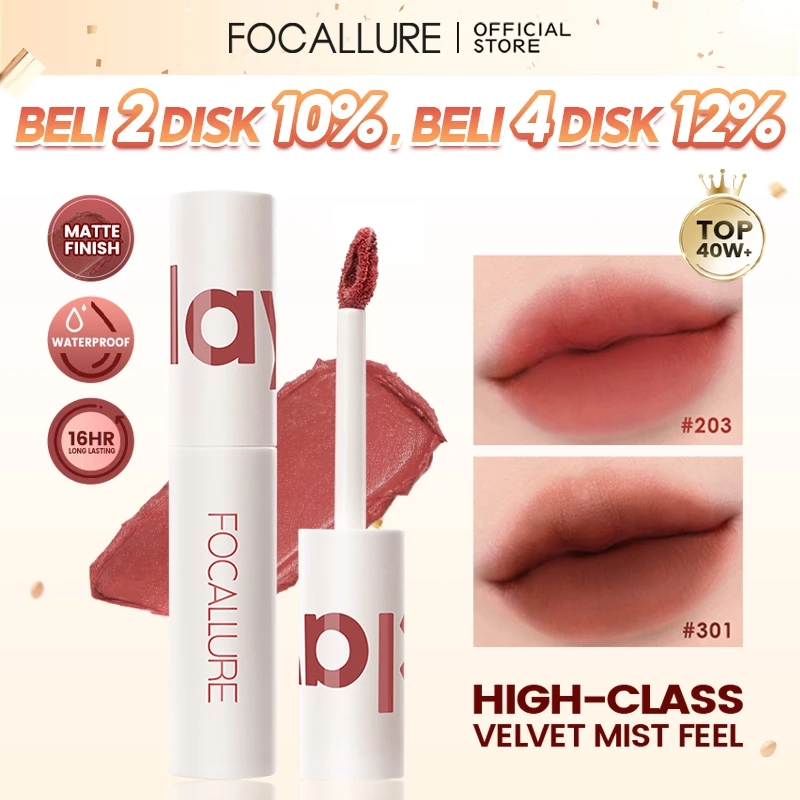 FOCALLURE | OFFICIAL STORE
BELI 2 DISK 10%, BELI 4 DISK 12%
MATTE
FINISH
WATERPROOF
16HR
LONG LASTING
lay
FOCALLURE
TOP
40W+
#203
#301
HIGH-CLASS
VELVET MIST FEEL